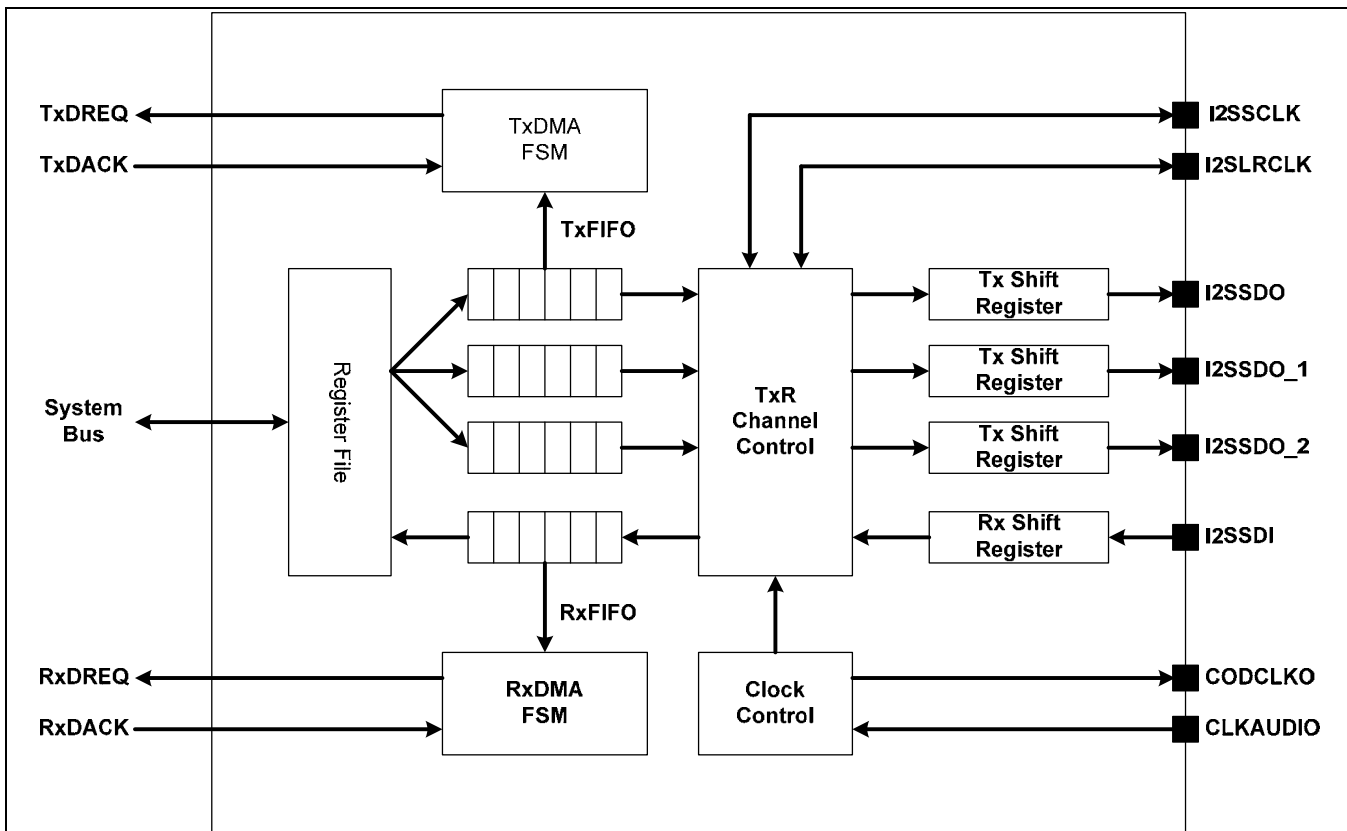 TxDREQ
TxDACK
TxDMA
FSM
I2SSCLK
I2SLRCLK
TxFIFO
System
Bus
Register File
TxR
Channel
Control
Tx Shift
Register
I2SSDO
Tx Shift
Register
I2SSDO_1
Tx Shift
Register
I2SSDO_2
Rx Shift
Register
I2SSDI
RxFIFO
RxDREQ
RxDACK
RxDMA
FSM
Clock
Control
CODCLKO
CLKAUDIO